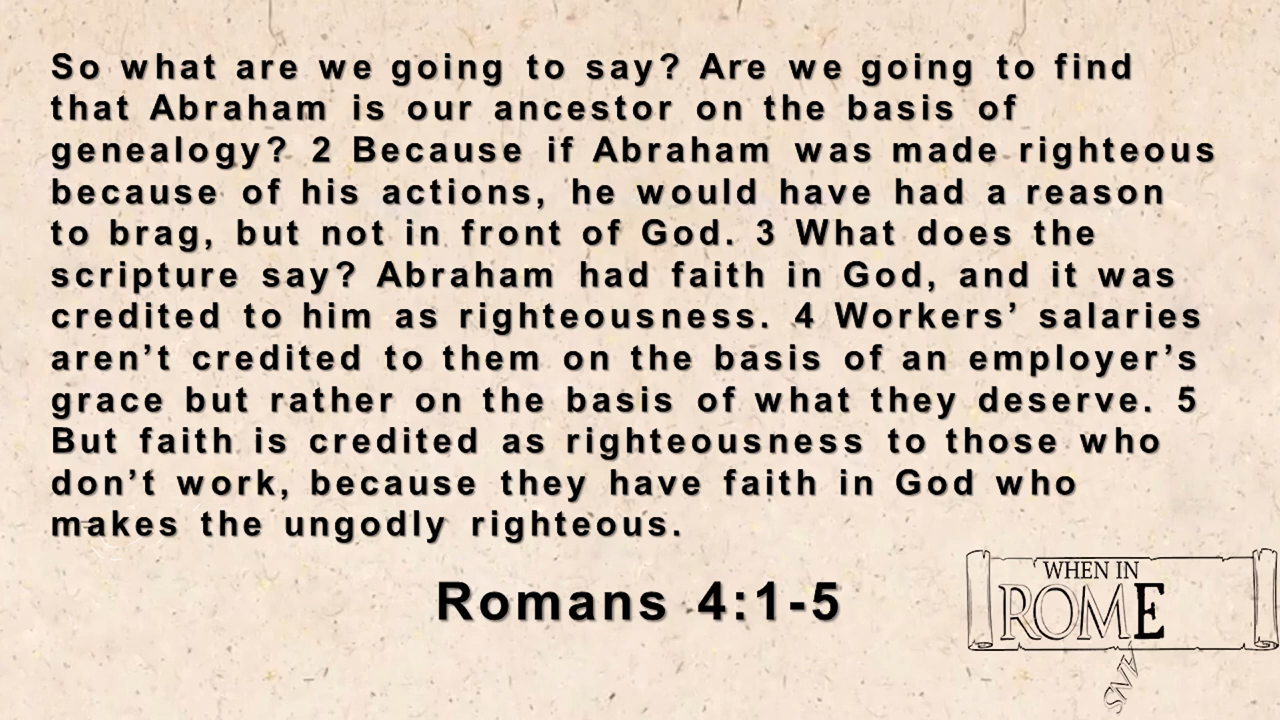 So what are we going to say? Are we going to find
that Abraham is our ancestor on the basis of
genealogy? 2 Because if Abraham was made righteous
because of his actions, he would have had a reason
to brag, but not in front of God. 3 What does the
scripture say? Abraham had faith in God, and it was
credited to him as righteousness. 4 Workers’ salaries
aren’t credited to them on the basis of an employer’s
grace but rather on the basis of what they deserve. 5
But faith is credited as righteousness to those who
don’t work, because they have faith in God who
makes the ungodly righteous.
Romans 4:1-5
WHEN IN
ROME
ANS